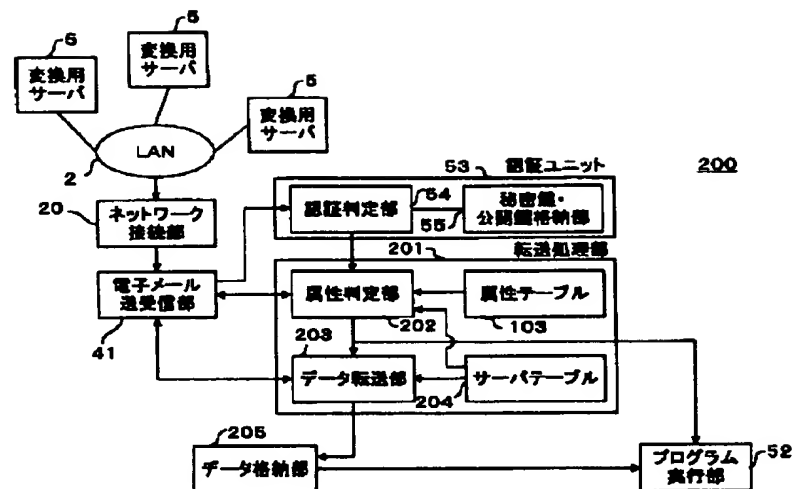 5
変換用
サーバ
6
変換用
サーバ
5
変換用
サーバ
LAN
2
20
ネットワーク
接続部
電子メール
送受信部
41
53
認証ユニット
200
認証判定部
54
55
秘密鍵・
公開鍵格納部
201
転送処理部
属性判定部
202
属性テーブル
103
203
データ転送部
204
サーバテーブル
205
データ格納部
プログラム
実行部
52